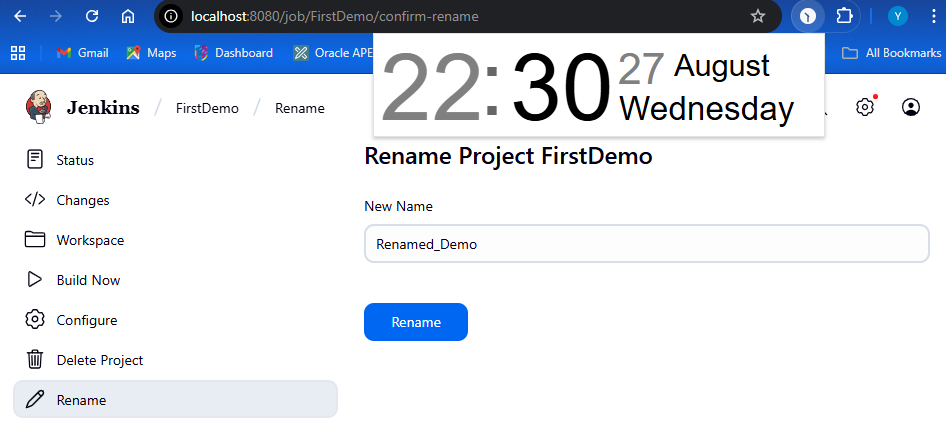 localhost:8080/job/FirstDemo/confirm-rename
Y
Gmail
Maps
Dashboard
Oracle APE
All Bookmarks
22:30 27 August
Wednesday
Jenkins / FirstDemo / Rename
Status
Changes
Workspace
Build Now
Configure
Delete Project
Rename
Rename Project FirstDemo
New Name
Renamed_Demo
Rename